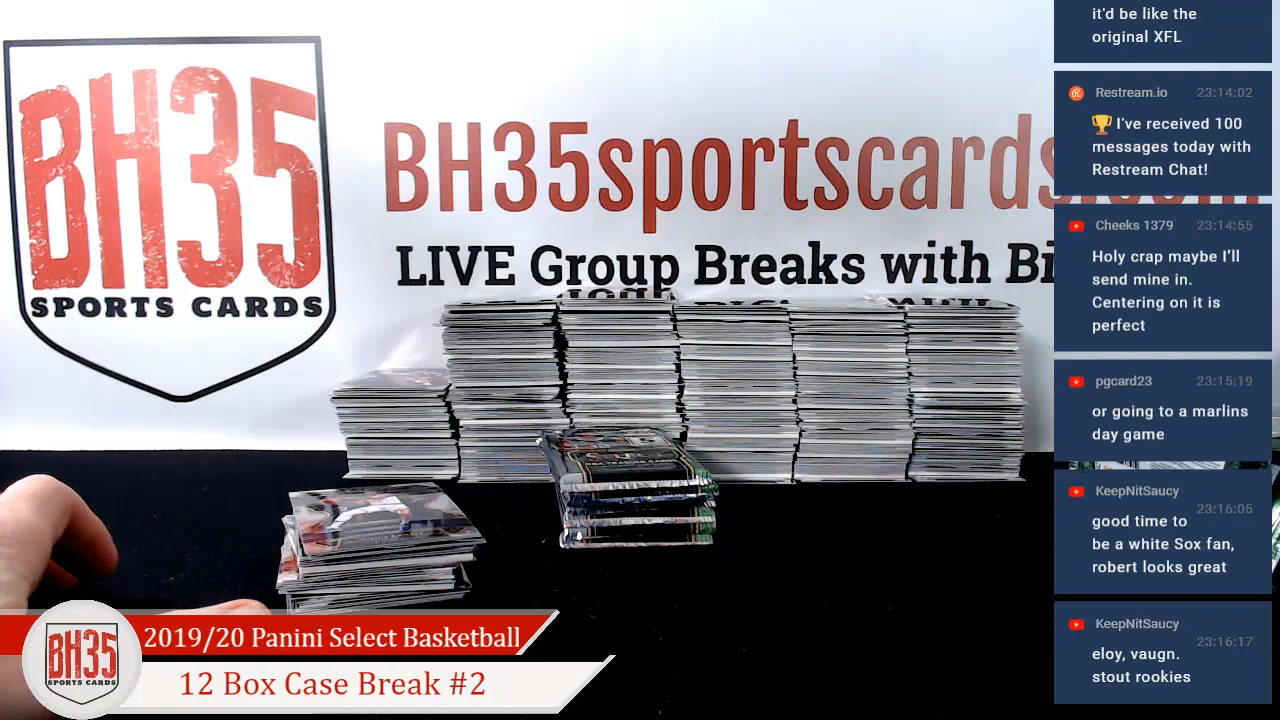 BH35
SPORTS CARDS
BH35sportscards.com
LIVE Group Breaks with Bi
it'd be like the
original XFL
Restream.io 23:14:02
🏆 I've received 100
messages today with
Restream Chat!
Cheeks 1379 23:14:55
Holy crap maybe I'll
send mine in.
Centering on it is
perfect
pgcard23 23:15:19
or going to a marlins
day game
KeepNitSaucy 23:16:05
good time to
be a white Sox fan,
robert looks great
KeepNitSaucy 23:16:17
eloy, vaugn.
stout rookies
BH35
SPORTS CARDS
2019/20 Panini Select Basketball
12 Box Case Break #2